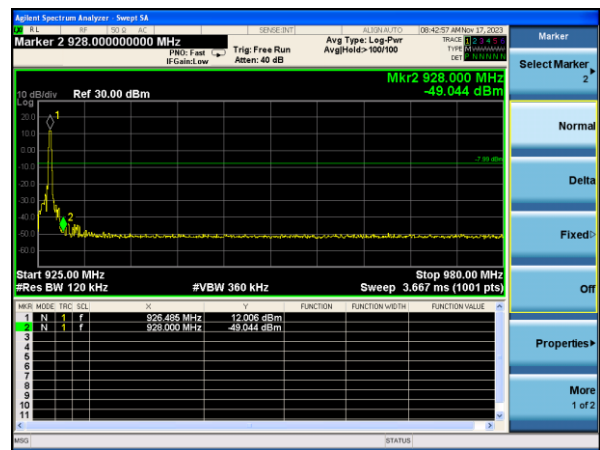 Agilent Spectrum Analyzer - Swept SA
RL RF 50 Ω AC SENSE:INT ALIGNAUTO 08:42:57 AM Nov 17, 2023
Marker 2 928.000000000 MHz
PNO: Fast
IFGain:Low
Trig: Free Run
Atten: 40 dB
Avg Type: Log-Pwr
Avg|Hold>100/100
TRACE 1 2 3 4 5 6
TYPE
DET P N N N N N
Mkr2 928.000 MHz
-49.044 dBm
10 dB/div Ref 30.00 dBm
Log
20.0
10.0
0.00
-10.0
-20.0
-30.0
-40.0
-50.0
-60.0
1
2
Start 925.00 MHz
#Res BW 120 kHz
#VBW 360 kHz
Stop 980.00 MHz
Sweep 3.667 ms (1001 pts)
MKR MODE TRC SCL X Y FUNCTION FUNCTION WIDTH FUNCTION VALUE
1 N 1 f 926.485 MHz 12.006 dBm
2 N 1 f 928.000 MHz -49.044 dBm
3
4
5
6
7
8
9
10
11
MSG STATUS
Marker
Select Marker
2
Normal
Delta
Fixed
Off
Properties
More
1 of 2